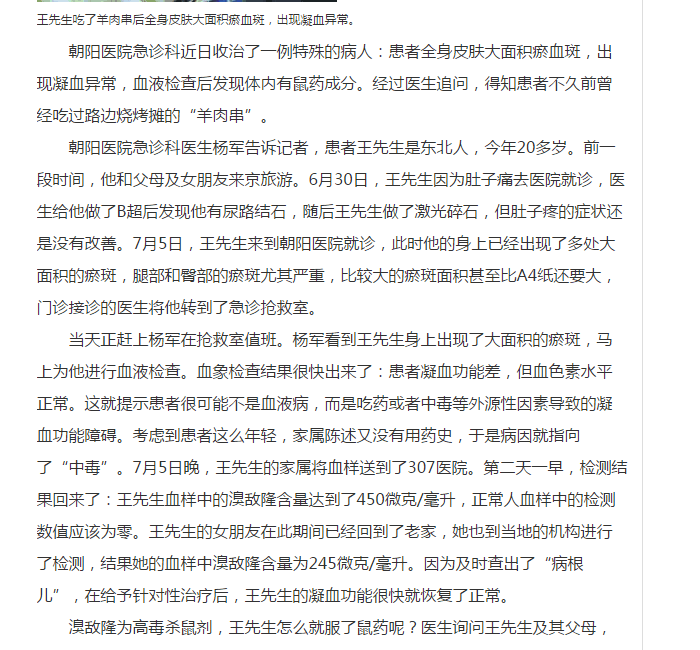 王先生吃了羊肉串后全身皮肤大面积瘀血斑，出现凝血异常。
朝阳医院急诊科近日收治了一例特殊的病人：患者全身皮肤大面积瘀血斑，出
现凝血异常，血液检查后发现体内有鼠药成分。经过医生追问，得知患者不久前曾
经吃过路边烧烤摊的“羊肉串”。
朝阳医院急诊科医生杨军告诉记者，患者王先生是东北人，今年20多岁。前一
段时间，他和父母及女朋友来京旅游。6月30日，王先生因为肚子痛去医院就诊，医
生给他做了B超后发现他有尿路结石，随后王先生做了激光碎石，但肚子疼的症状还
是没有改善。7月5日，王先生来到朝阳医院就诊，此时他的身上已经出现了多处大
面积的瘀斑，腿部和臀部的瘀斑尤其严重，比较大的瘀斑面积甚至比A4纸还要大，
门诊接诊的医生将他转到了急诊抢救室。
当天正赶上杨军在抢救室值班。杨军看到王先生身上出现了大面积的瘀斑，马
上为他进行血液检查。血象检查结果很快出来了：患者凝血功能差，但血色素水平
正常。这就提示患者很可能不是血液病，而是吃药或者中毒等外源性因素导致的凝
血功能障碍。考虑到患者这么年轻，家属陈述又没有用药史，于是病因就指向
了“中毒”。7月5日晚，王先生的家属将血样送到了307医院。第二天一早，检测结
果回来了：王先生血样中的溴敌隆含量达到了450微克/毫升，正常人血样中的检测
数值应该为零。王先生的女朋友在此期间已经回到了老家，她也到当地的机构进行
了检测，结果她的血样中溴敌隆含量为245微克/毫升。因为及时查出了“病根
儿”，在给予针对性治疗后，王先生的凝血功能很快就恢复了正常。
溴敌隆为高毒杀鼠剂，王先生怎么就服了鼠药呢？医生询问王先生及其父母，